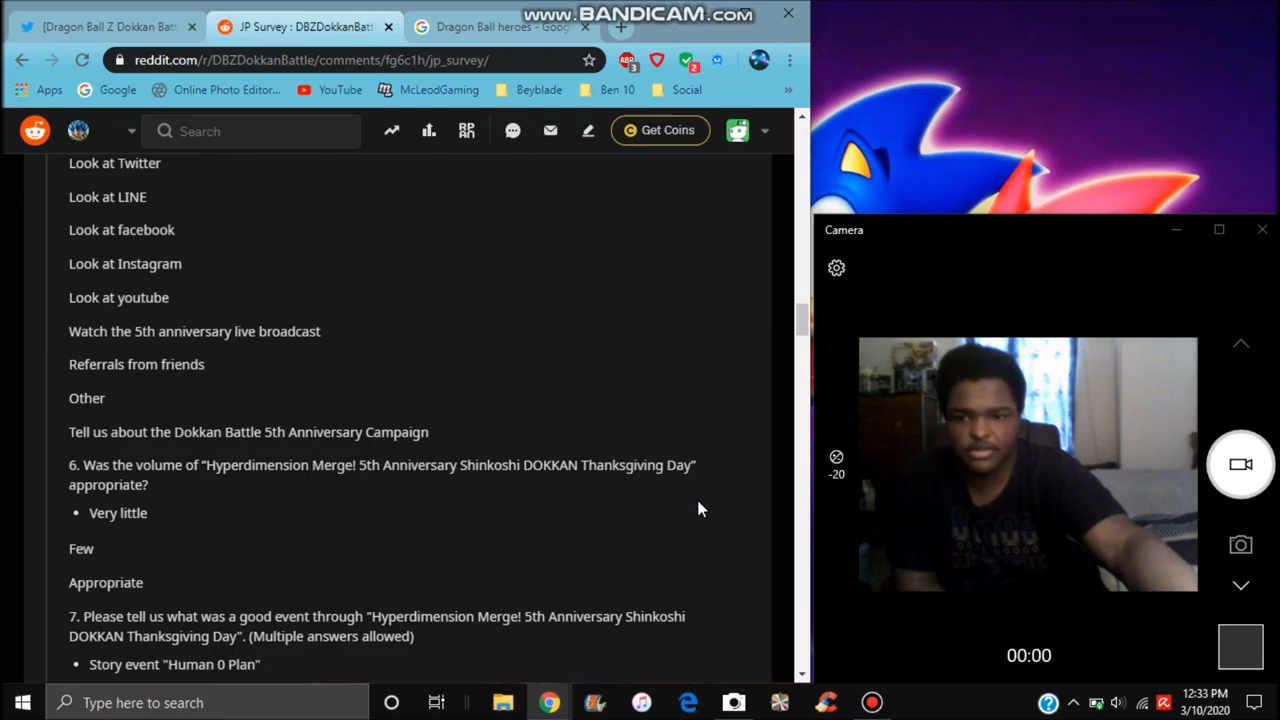 www.BANDICAM.com
[Dragon Ball Z Dokkan Batt
JP Survey : DBZDokkanBattl
Dragon Ball heroes - Goog
reddit.com/r/DBZDokkanBattle/comments/fg6c1h/jp_survey/
3
2
Apps
Google
Online Photo Editor...
YouTube
McLeodGaming
Beyblade
Ben 10
Social
»
Search
Get Coins
Look at Twitter
Look at LINE
Look at facebook
Look at Instagram
Look at youtube
Watch the 5th anniversary live broadcast
Referrals from friends
Other
Tell us about the Dokkan Battle 5th Anniversary Campaign
6. Was the volume of “Hyperdimension Merge! 5th Anniversary Shinkoshi DOKKAN Thanksgiving Day”
appropriate?
• Very little
Few
Appropriate
7. Please tell us what was a good event through "Hyperdimension Merge! 5th Anniversary Shinkoshi
DOKKAN Thanksgiving Day". (Multiple answers allowed)
• Story event "Human 0 Plan"
Camera
-20
00:00
Type here to search
12:33 PM
3/10/2020